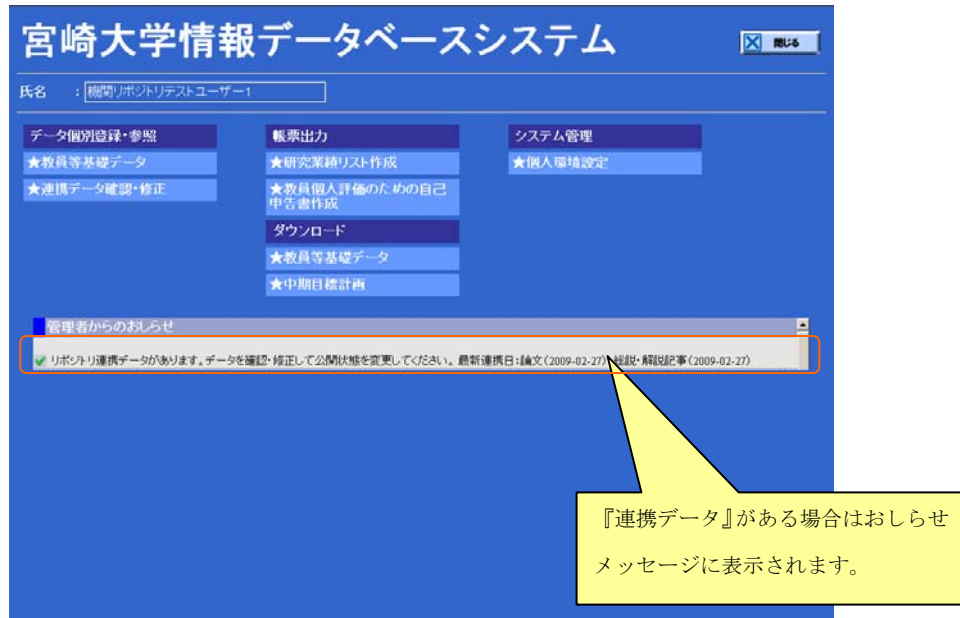 宮崎大学情報データベースシステム
閉じる
氏名 : 機関リポジトリテストユーザー1
データ個別登録・参照
★教員等基礎データ
★連携データ確認・修正
帳票出力
★研究業績リスト作成
★教員個人評価のための自己
申告書作成
ダウンロード
★教員等基礎データ
★中期目標計画
システム管理
★個人環境設定
管理者からのおしらせ
リポジトリ連携データがあります。データを確認・修正して公開状態を変更してください。 最新連携日:論文(2009-02-27) 総説・解説記事(2009-02-27)
『連携データ』がある場合はおしらせ
メッセージに表示されます。